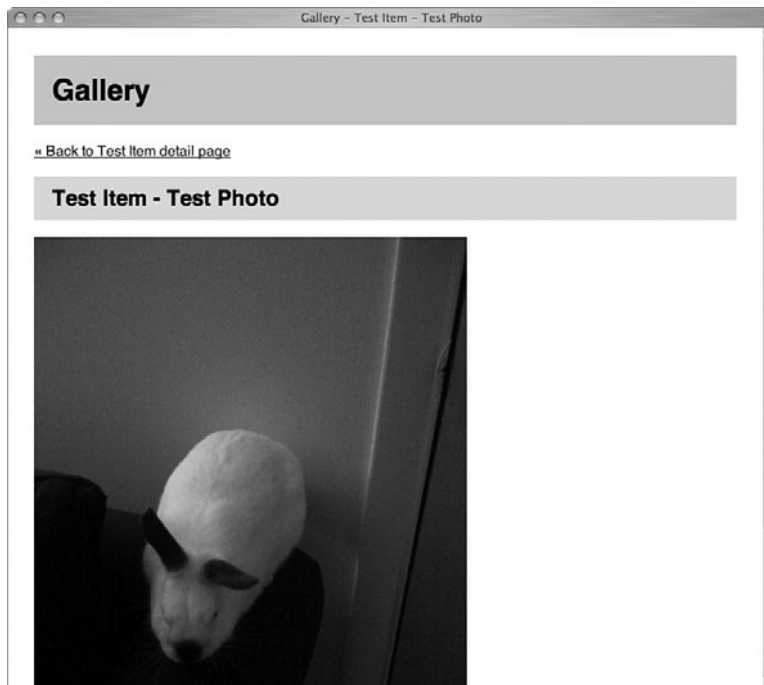 Gallery – Test Item – Test Photo
Gallery
« Back to Test Item detail page
Test Item - Test Photo